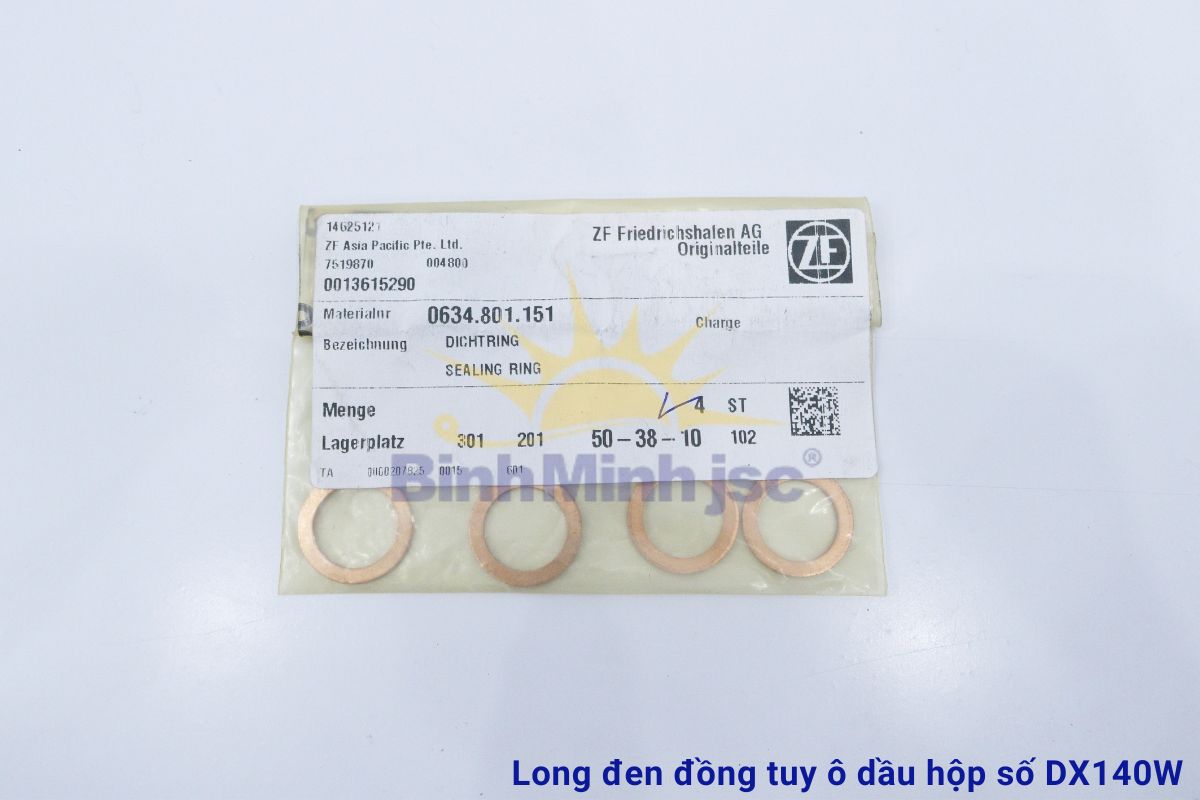 14625121
ZF Friedrichshafen AG
ZF Asia Pacific Pte. Ltd.
Originalteile
ZF
7519870 004800
0013615290
Materialnr 0634.801.151 Charge
Bezeichnung DICHTRING
SEALING RING
Menge 4 ST
Lagerplatz 301 201 50-38-10 102
TA 0015 601
BinhMinh jsc®
Long đen đồng tuy ô dầu hộp số DX140W